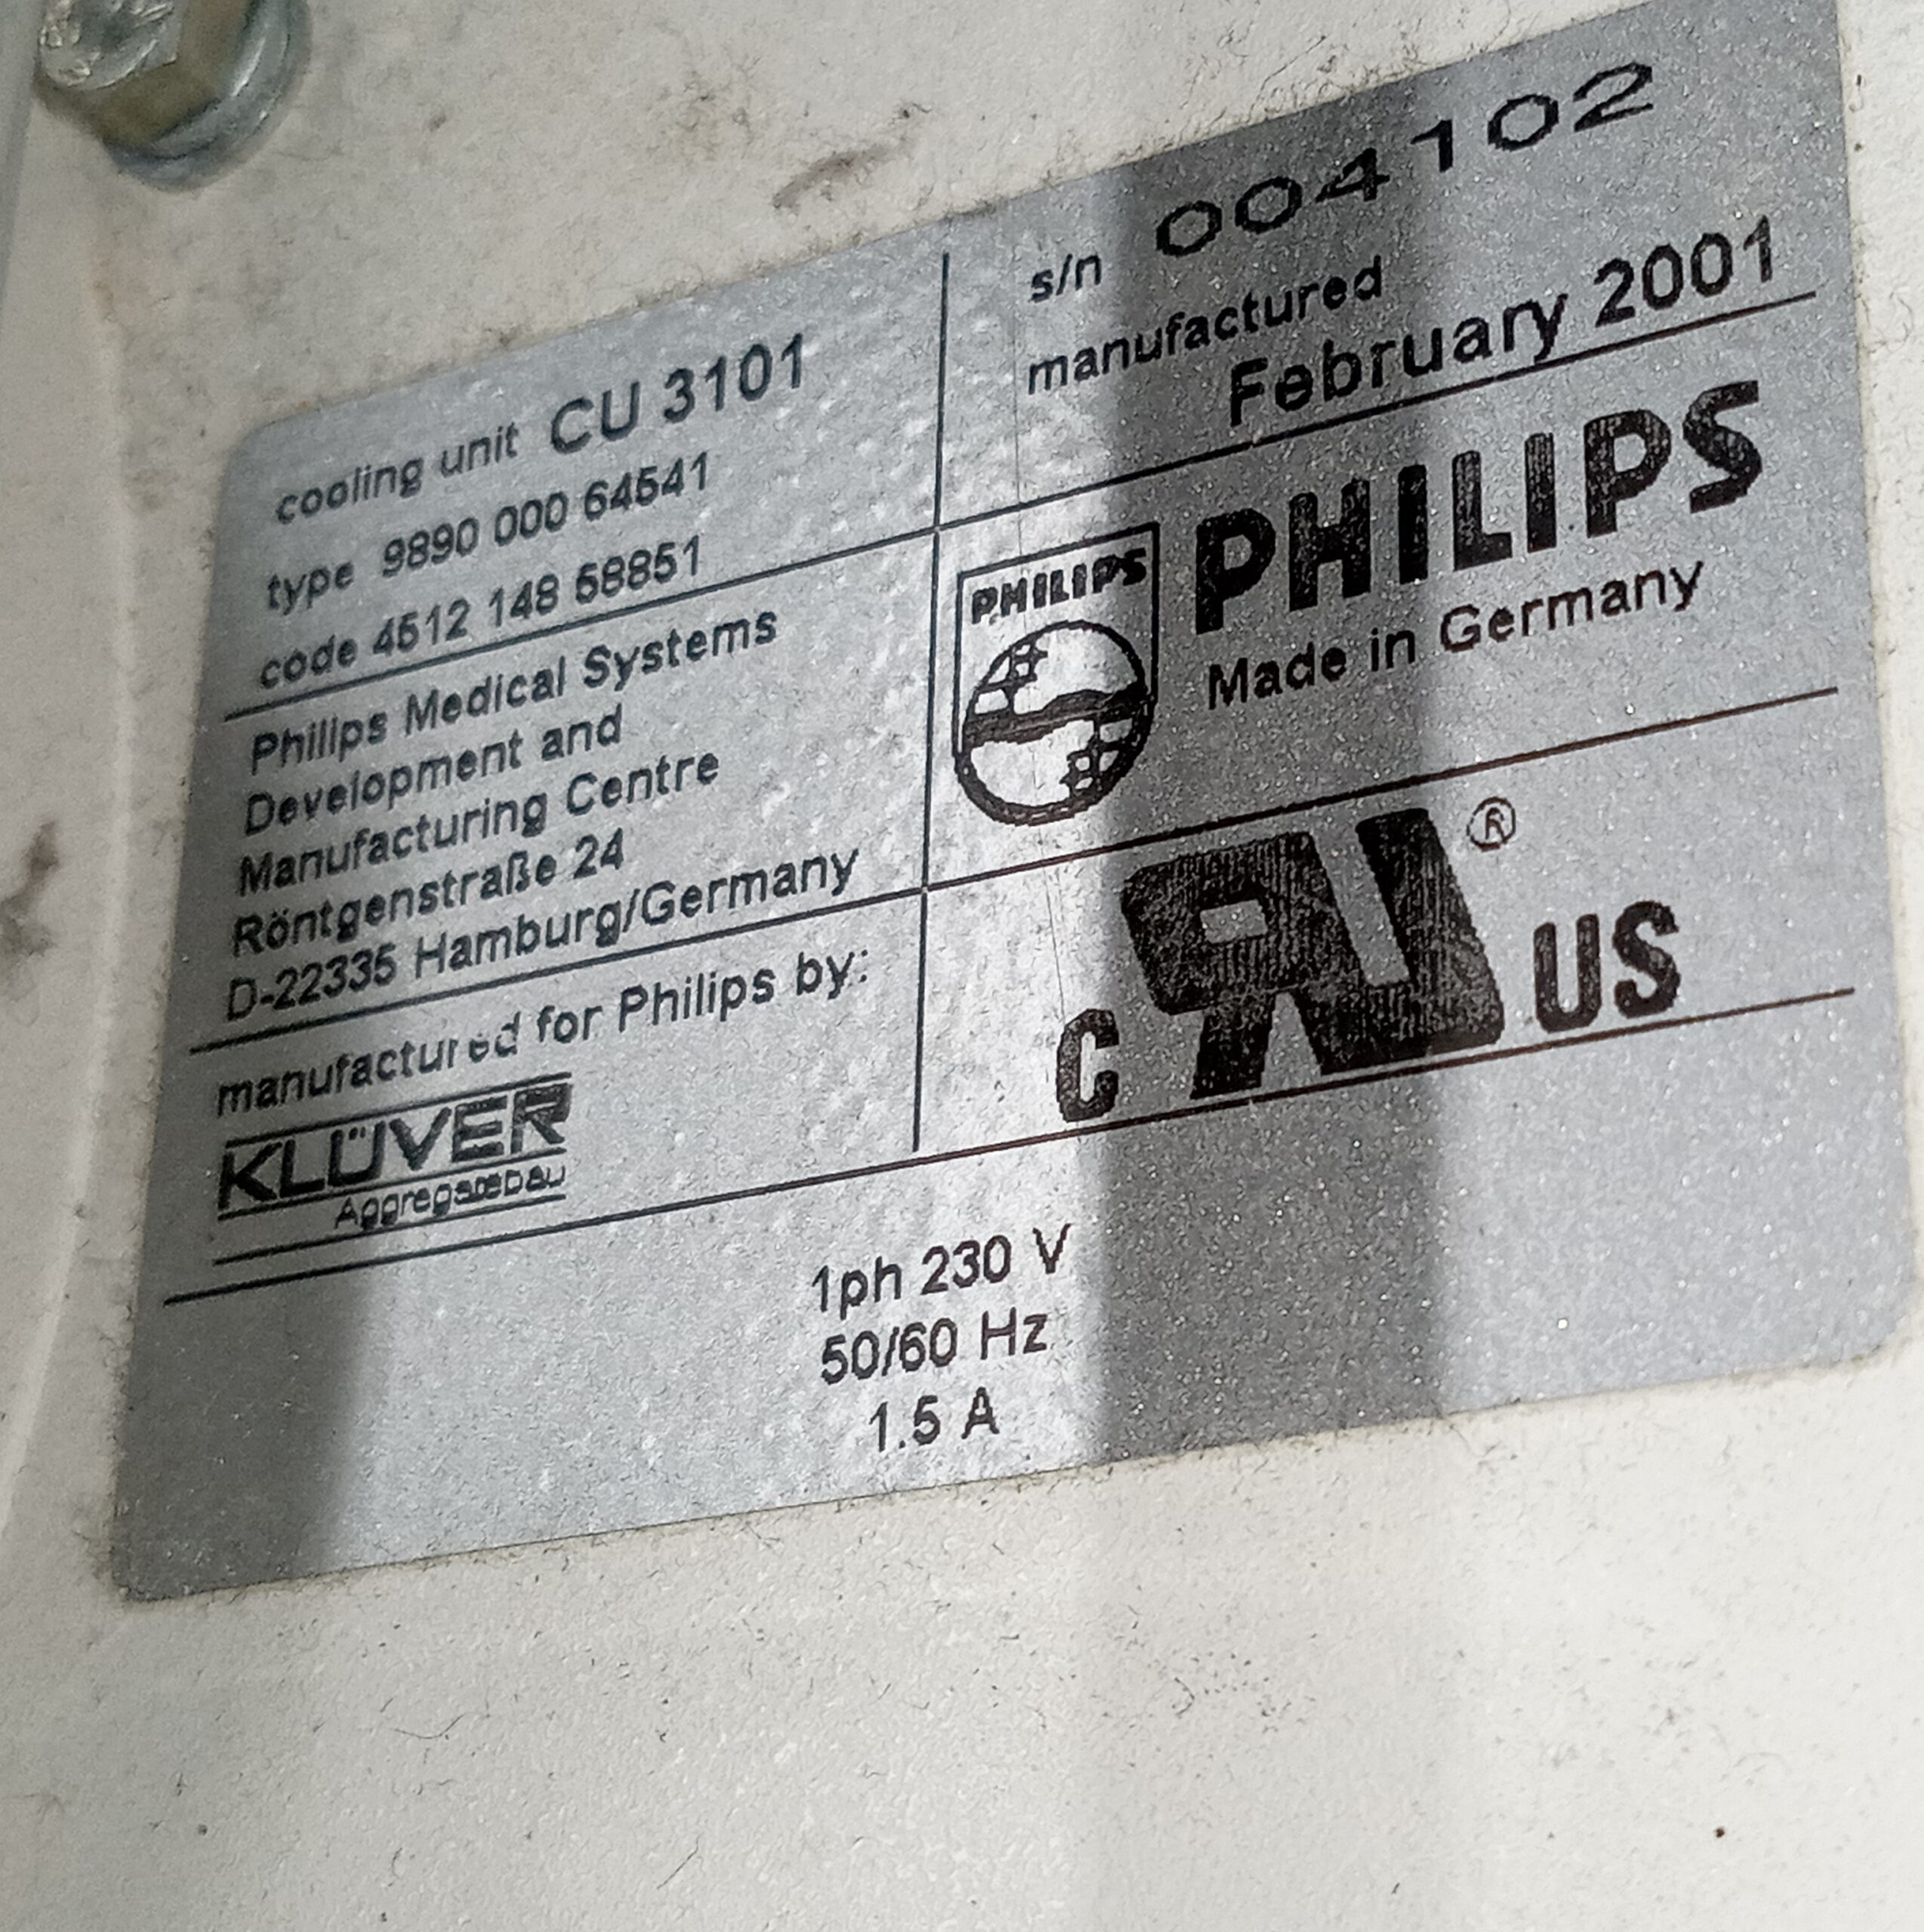 cooling unit CU 3101
type 9890 000 64541
code 4512 148 58851
s/n 004102
manufactured
February 2001
Philips Medical Systems
Development and
Manufacturing Centre
Röntgenstraße 24
D-22335 Hamburg/Germany
PHILIPS
PHILIPS
Made in Germany
manufactured for Philips by:
KLÜVER
Aggregatebau
c RU ® US
1ph 230 V
50/60 Hz
1.5 A